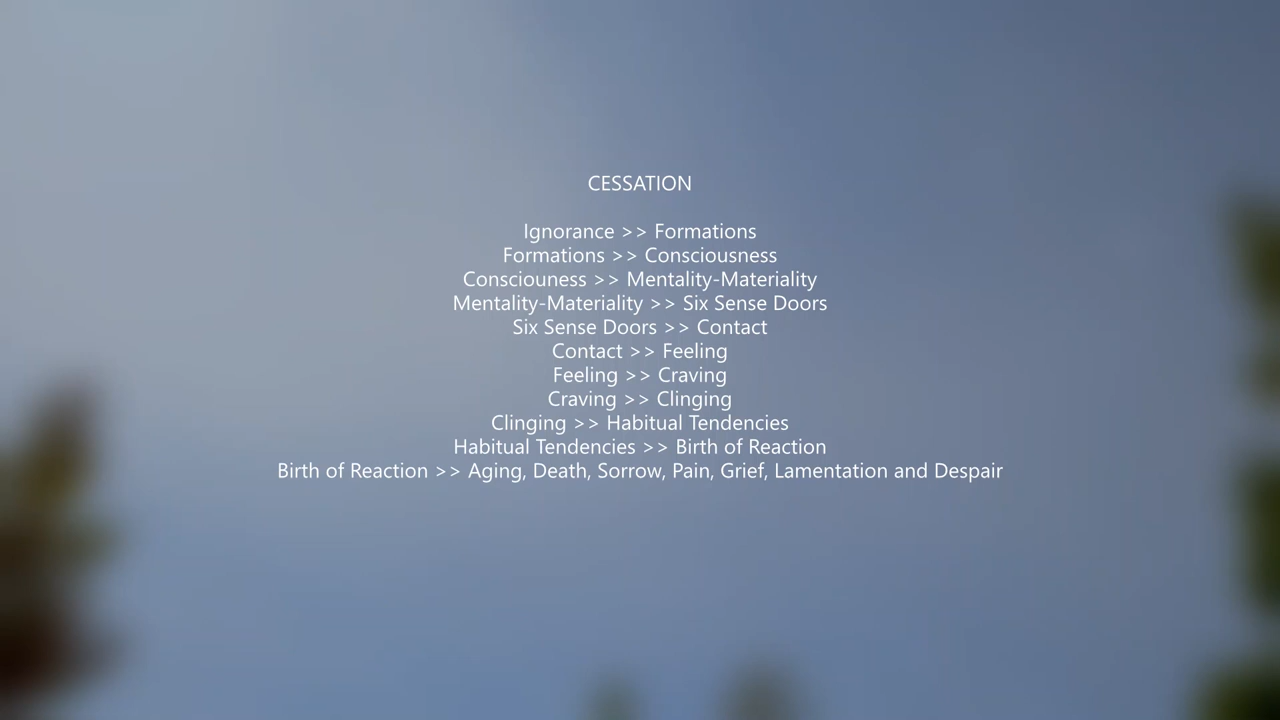 CESSATION
Ignorance >> Formations
Formations >> Consciousness
Consciouness >> Mentality-Materiality
Mentality-Materiality >> Six Sense Doors
Six Sense Doors >> Contact
Contact >> Feeling
Feeling >> Craving
Craving >> Clinging
Clinging >> Habitual Tendencies
Habitual Tendencies >> Birth of Reaction
Birth of Reaction >> Aging, Death, Sorrow, Pain, Grief, Lamentation and Despair